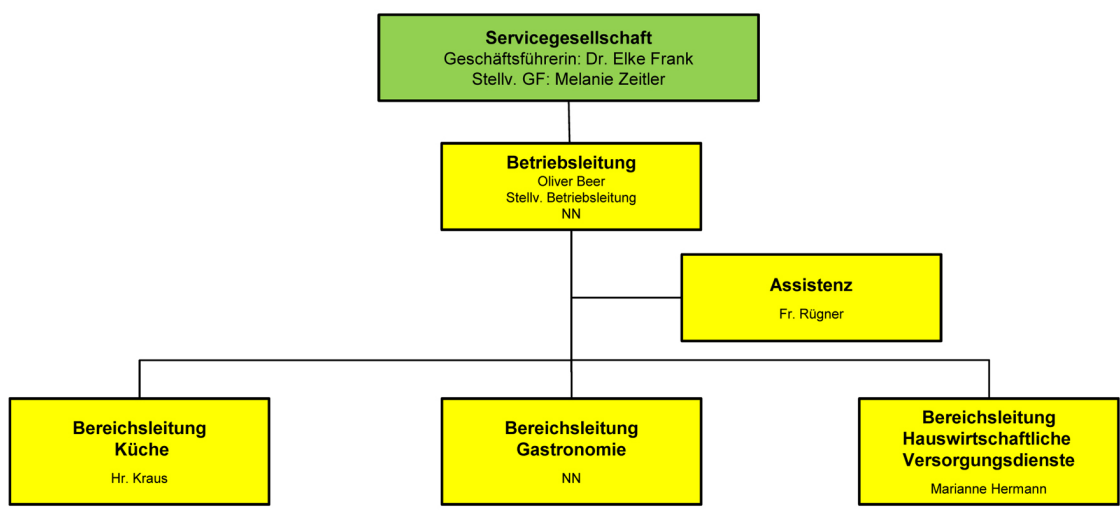 Servicegesellschaft
Geschäftsführerin: Dr. Elke Frank
Stellv. GF: Melanie Zeitler
Betriebsleitung
Oliver Beer
Stellv. Betriebsleitung
NN
Assistenz
Fr. Rügner
Bereichsleitung
Küche
Hr. Kraus
Bereichsleitung
Gastronomie
NN
Bereichsleitung
Hauswirtschaftliche
Versorgungsdienste
Marianne Hermann